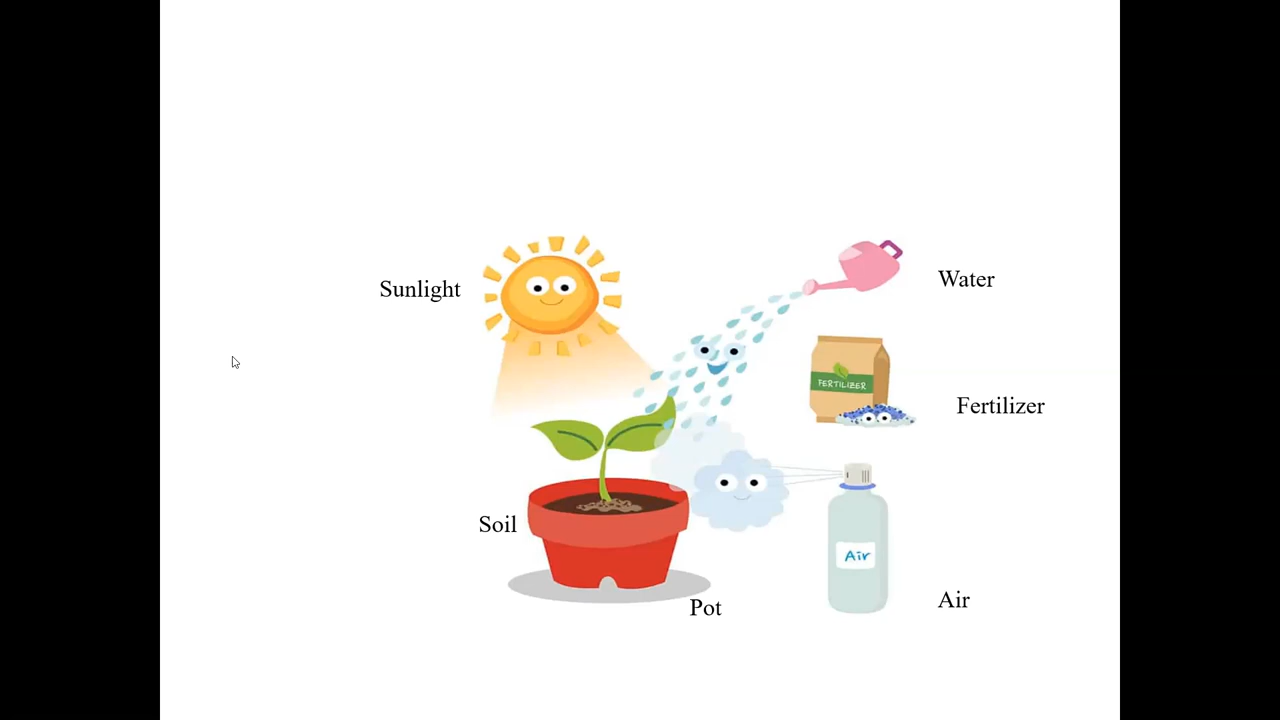 Sunlight
Water
FERTILIZER
Fertilizer
Soil
Air
Air
Pot